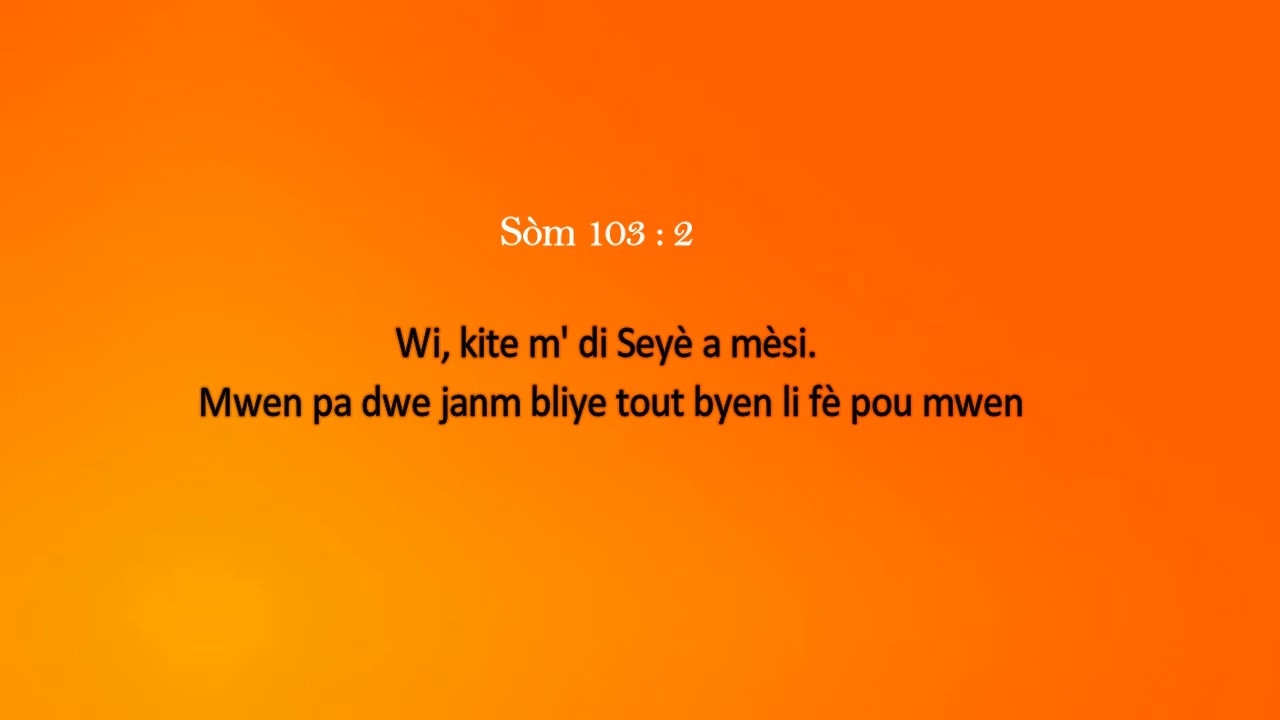 Sòm 103 : 2
Wi, kite m' di Seyè a mèsi.
Mwen pa dwe janm bliye tout byen li fè pou mwen